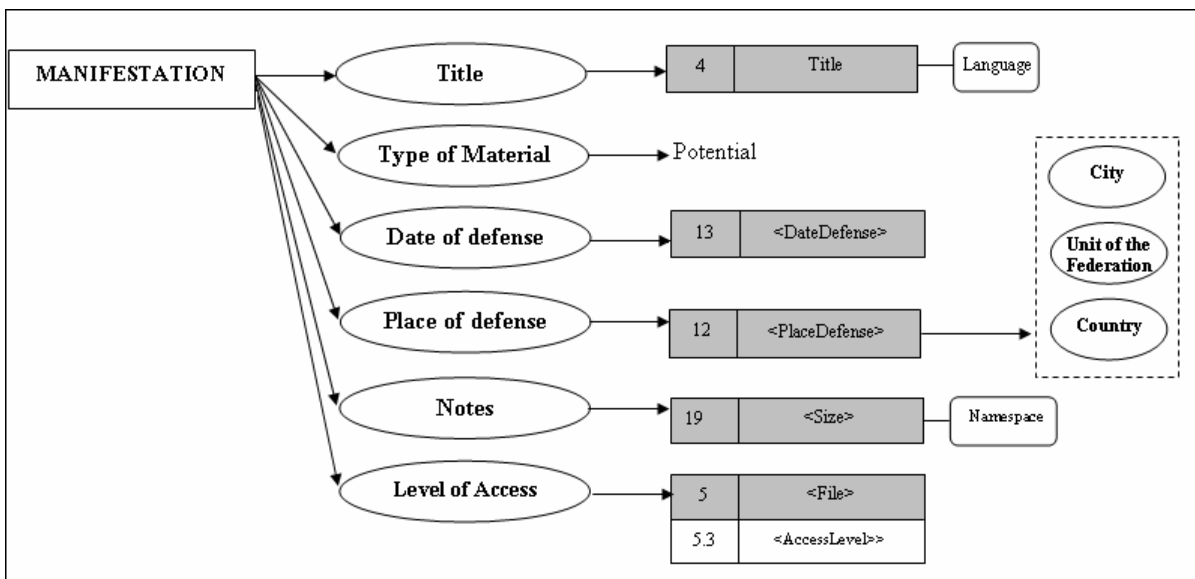 MANIFESTATION
Title
4
Title
Language
Type of Material
Potential
City
Unit of the
Federation
Country
Date of defense
13
<DateDefense>
Place of defense
12
<PlaceDefense>
Notes
19
<Size>
Namespace
Level of Access
5
<File>
5.3
<AccessLevel>>